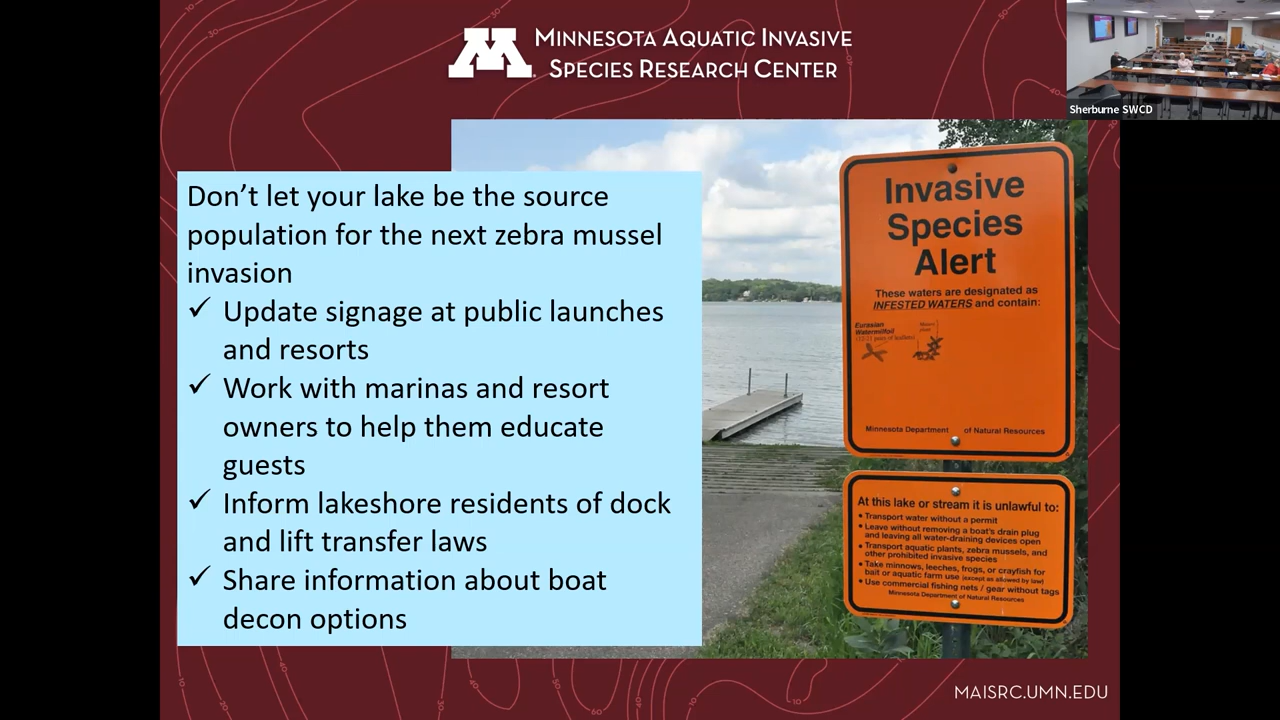 MINNESOTA AQUATIC INVASIVE
SPECIES RESEARCH CENTER
Sherburne SWCD
Don't let your lake be the source
population for the next zebra mussel
invasion
✓ Update signage at public launches
and resorts
✓ Work with marinas and resort
owners to help them educate
guests
✓ Inform lakeshore residents of dock
and lift transfer laws
✓ Share information about boat
decon options
Invasive
Species
Alert
These waters are designated as
INFESTED WATERS and contain:
Eurasian
Watermilfoil
Minnesota Department of Natural Resources
At this lake or stream it is unlawful to:
• Transport water without a permit
• Leave without removing a boat's drain plug
and leaving all water-draining devices open
• Transport aquatic plants, zebra mussels, and
other prohibited invasive species
• Take minnows, leeches, frogs, or crayfish for
bait or aquatic farm use (except as allowed by law)
• Use commercial fishing nets / gear without tags
Minnesota Department of Natural Resources
MAISRC.UMN.EDU